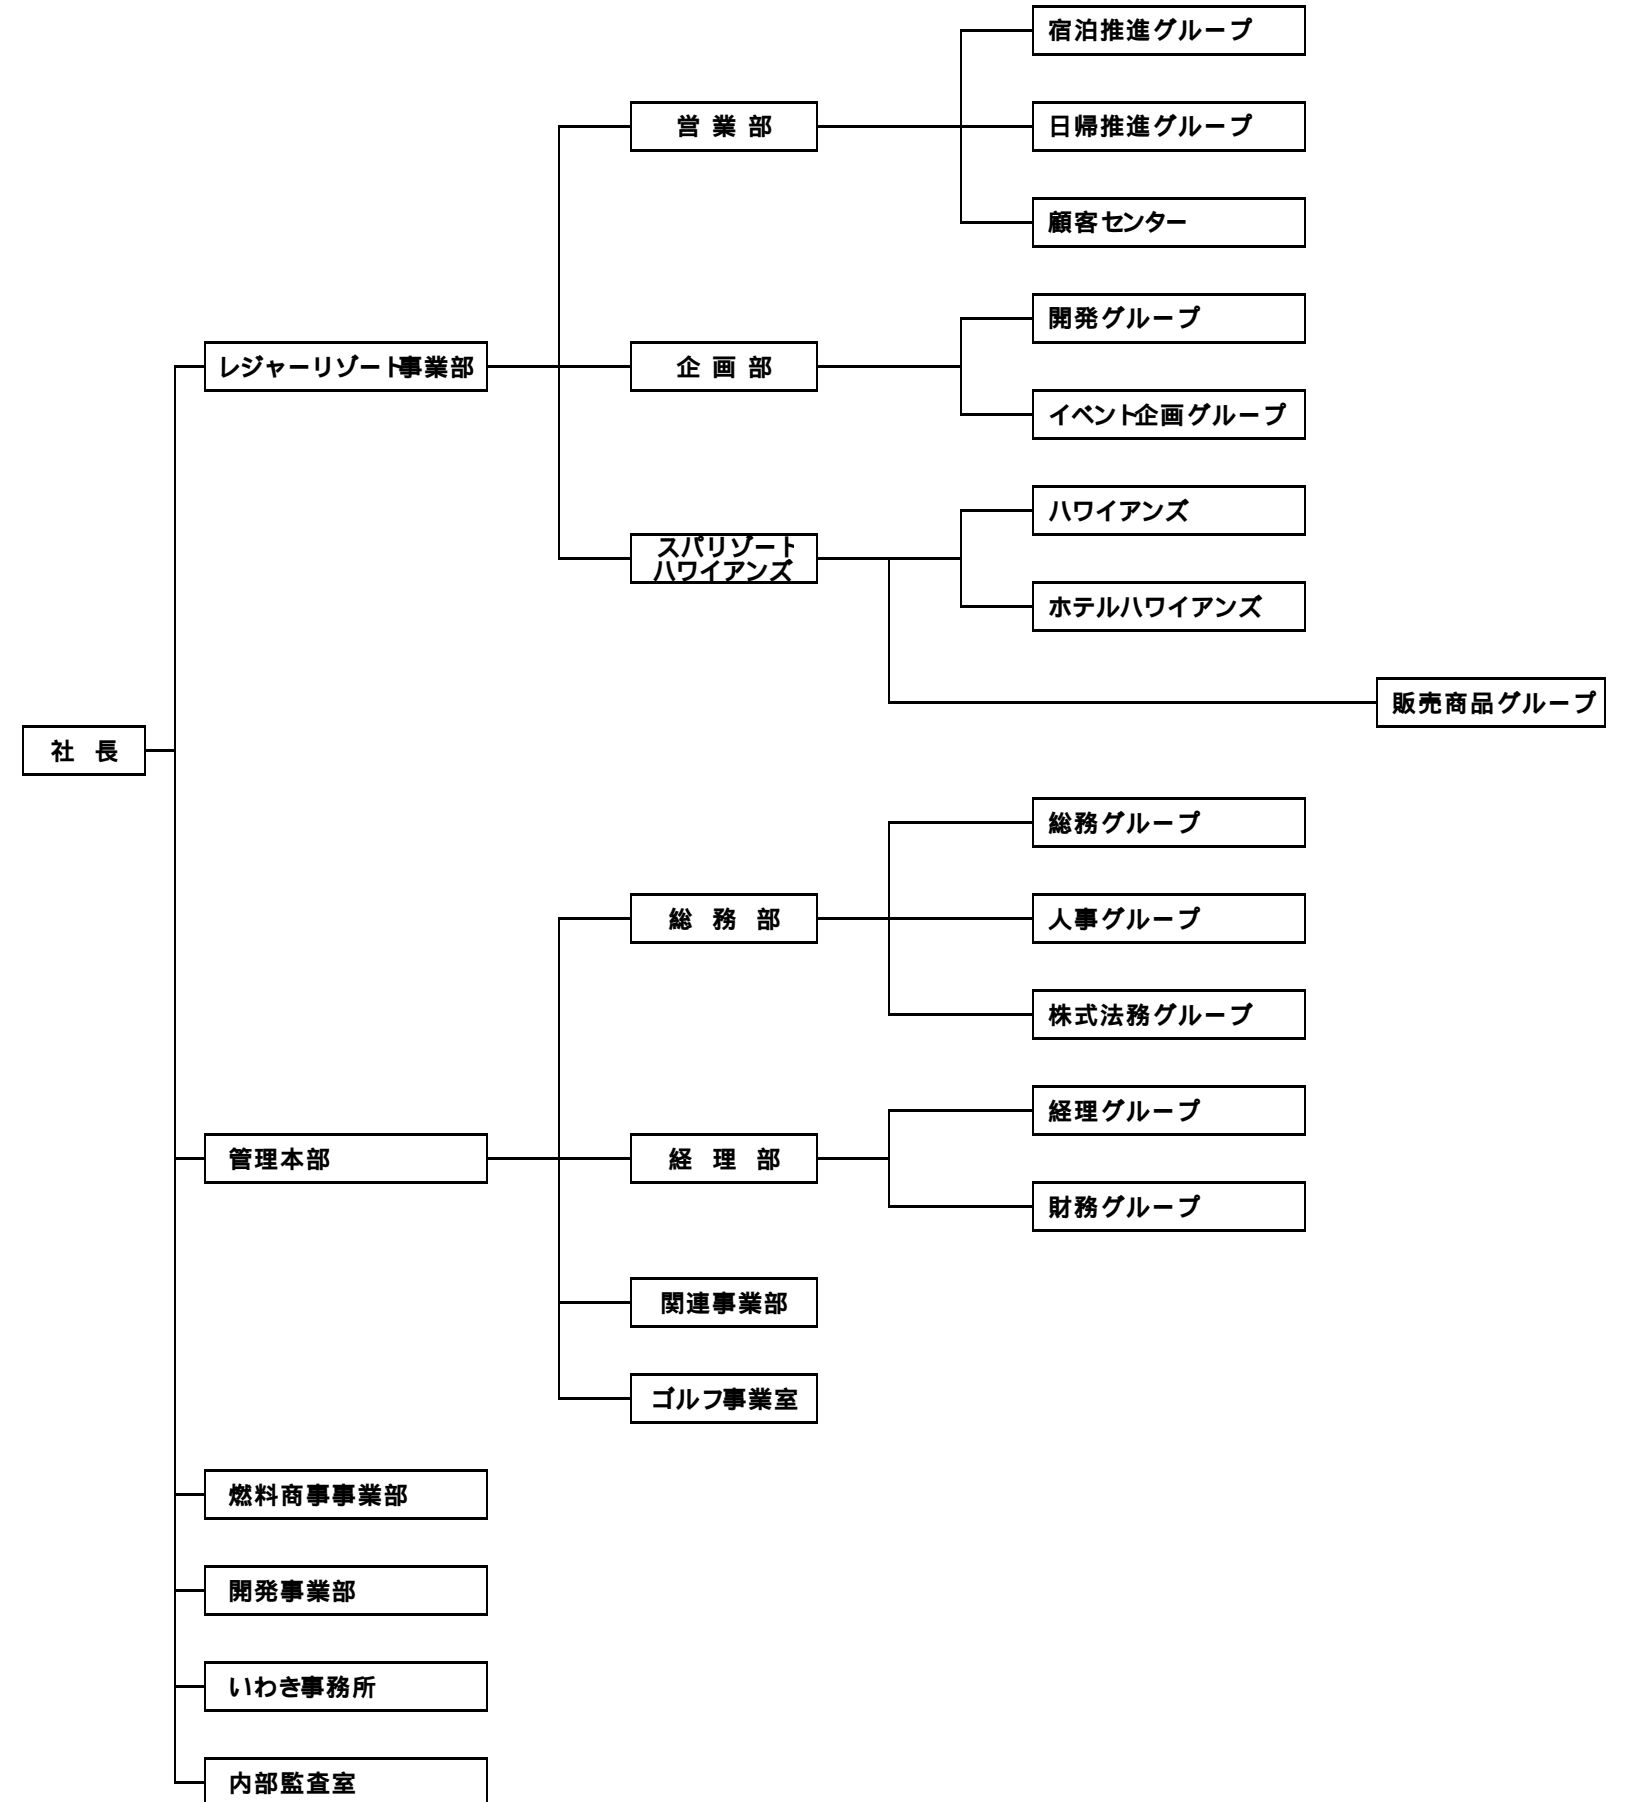 宿泊推進グループ
営業部
日帰推進グループ
顧客センター
開発グループ
レジャーリゾート事業部
企画部
イベント企画グループ
ハワイアンズ
スパリゾート
ハワイアンズ
ホテルハワイアンズ
販売商品グループ
社長
総務グループ
総務部
人事グループ
株式法務グループ
経理グループ
管理本部
経理部
財務グループ
関連事業部
ゴルフ事業室
燃料商事事業部
開発事業部
いわき事務所
内部監査室